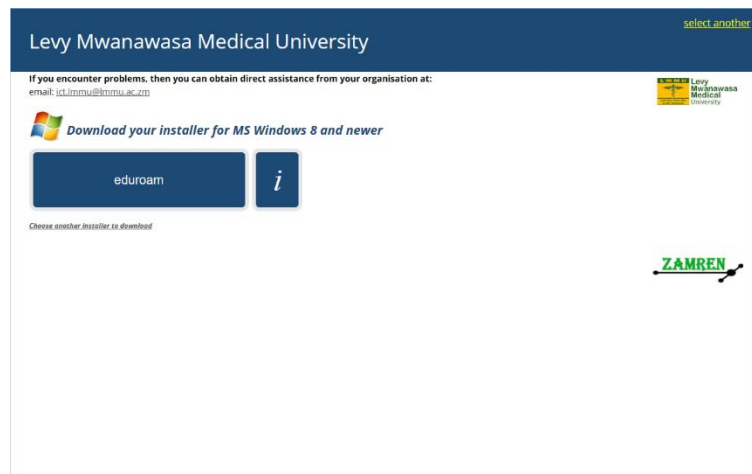 select another
Levy Mwanawasa Medical University
If you encounter problems, then you can obtain direct assistance from your organisation at:
email: ict.lmmu@lmmu.ac.zm
L M M U
Levy
Mwanawasa
Medical
University
Download your installer for MS Windows 8 and newer
eduroam
i
Choose another installer to download
ZAMREN